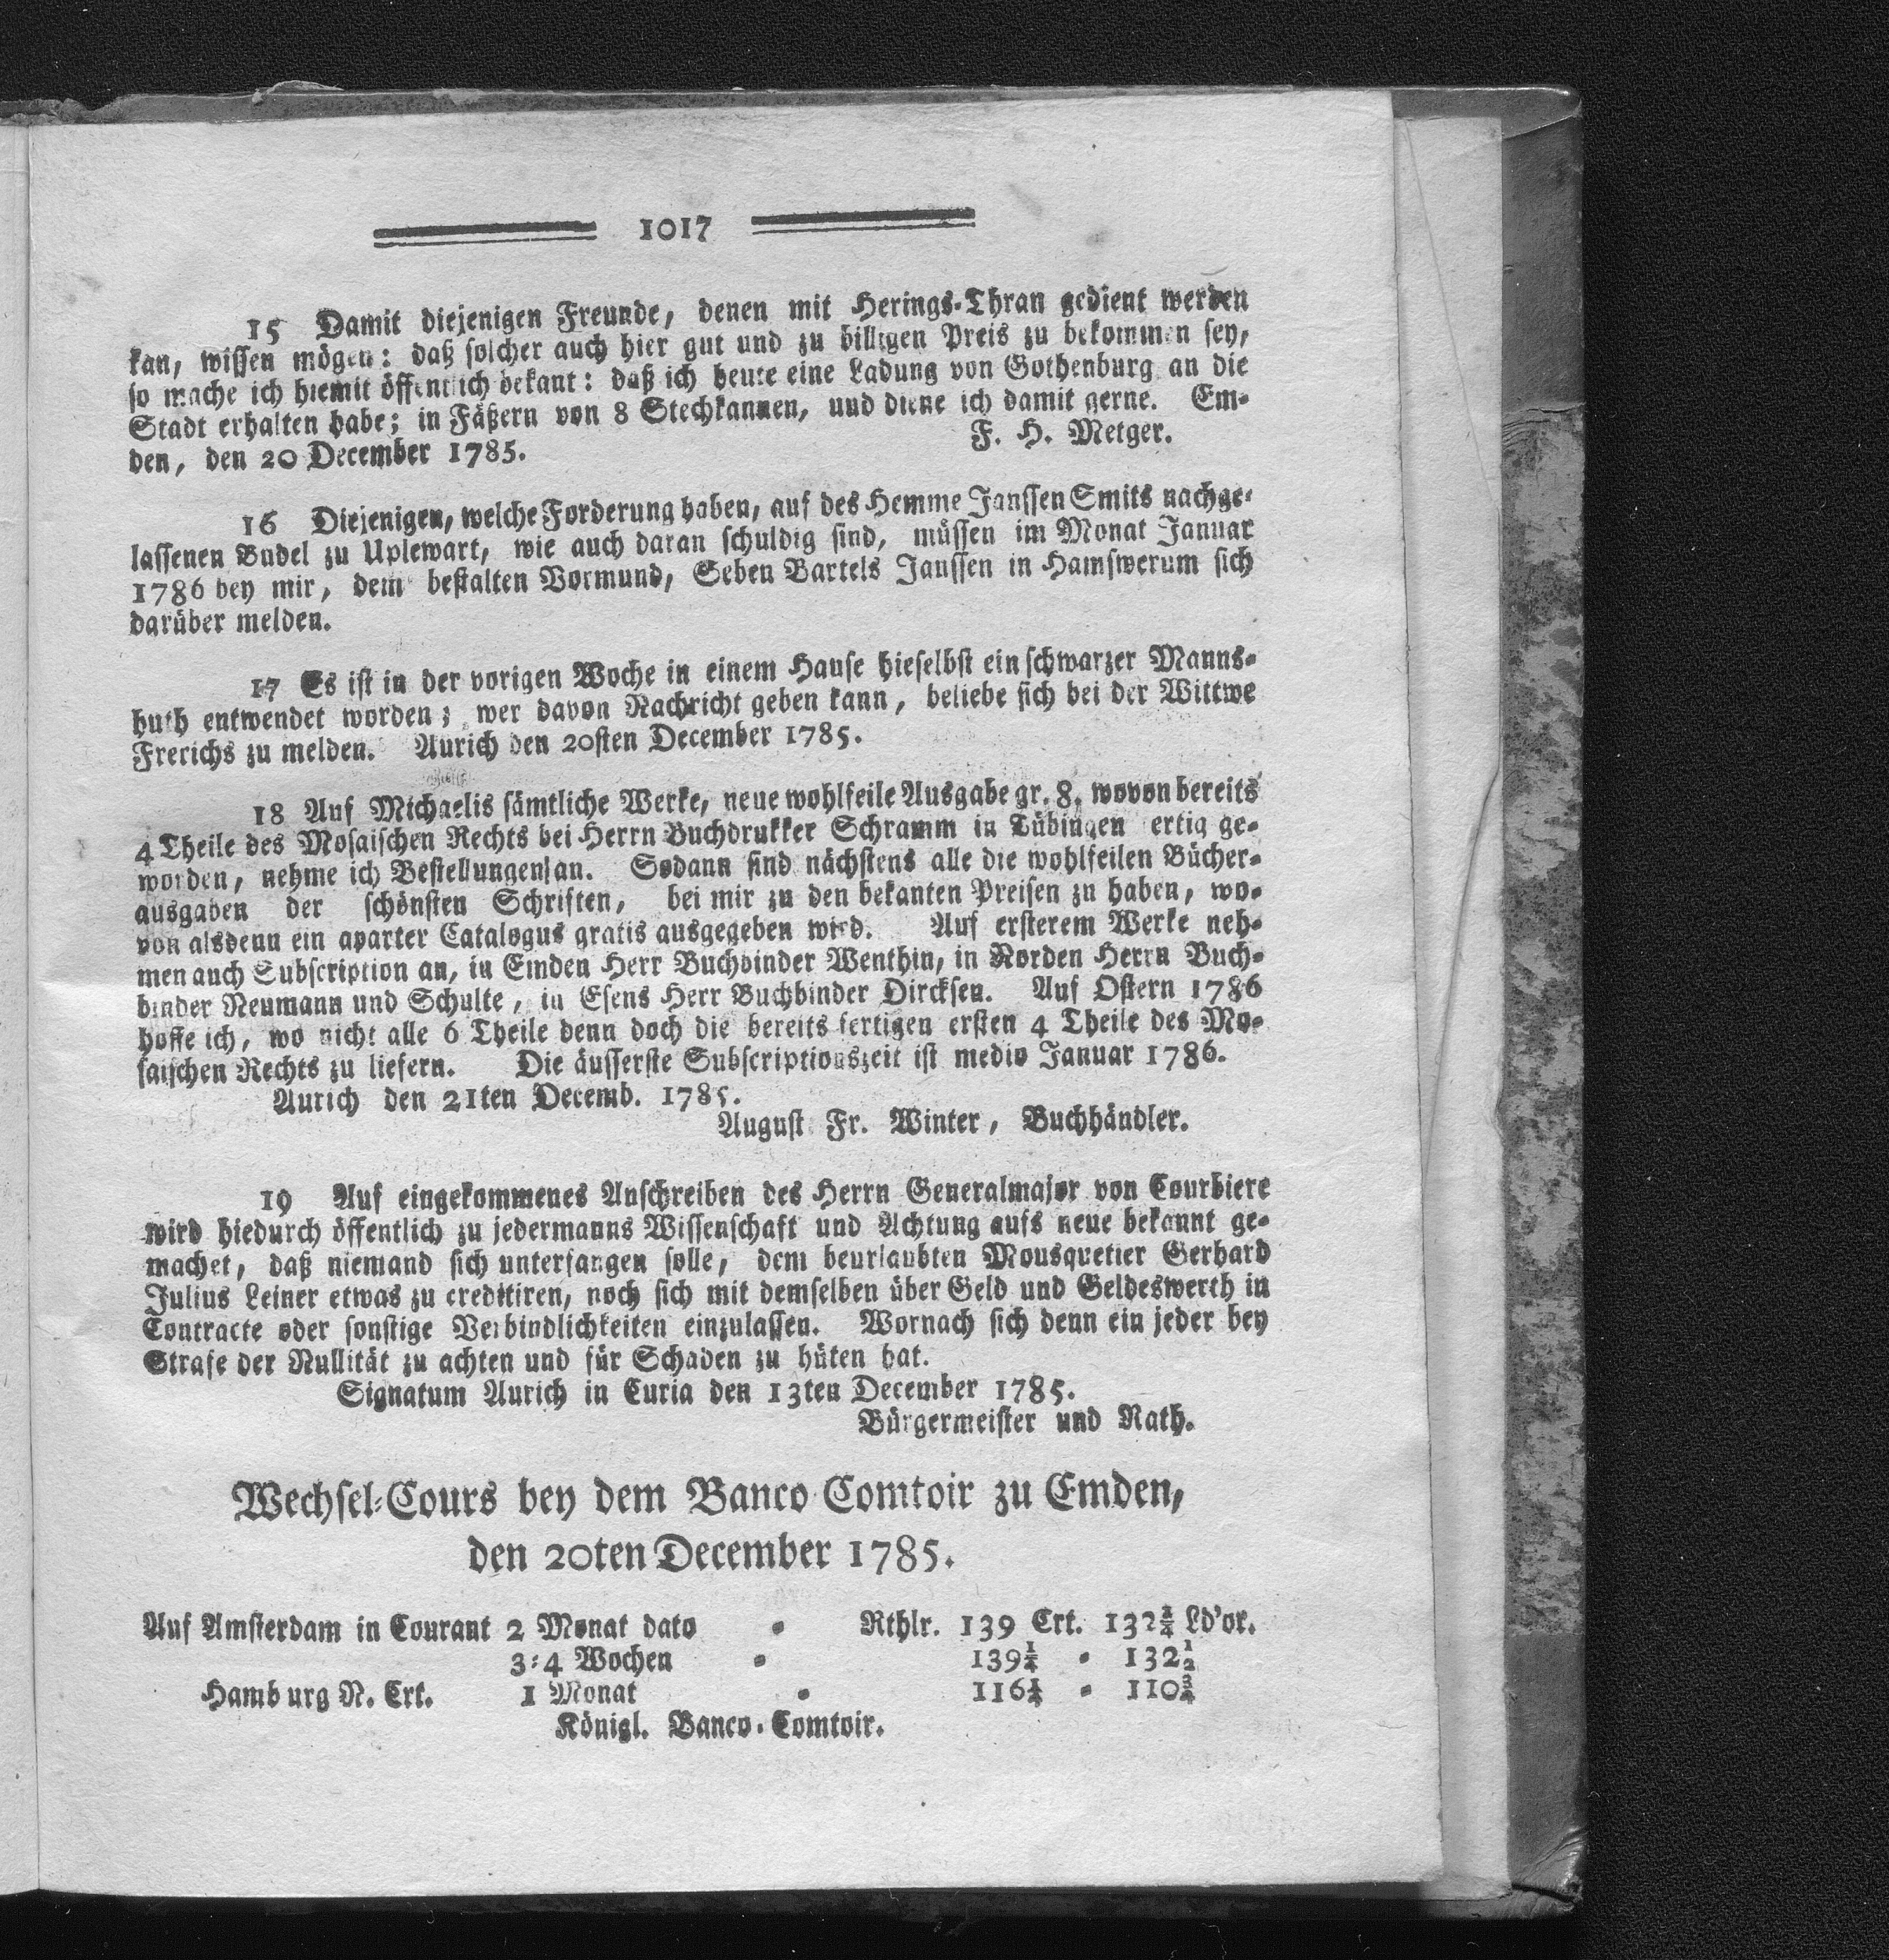 1017
15 Damit diejenigen Freunde, denen mit Herings-Thran gedient werden
kan, wissen mögen: daß solcher auch hier gut und zu billigen Preis zu bekommen sey,
so mache ich hiemit öffentlich bekant: daß ich heute eine Ladung von Gothenburg an die
Stadt erhalten habe; in Fäßern von 8 Stechkannen, und diene ich damit gerne. Em-
den, den 20 December 1785. F. H. Metger.
16 Diejenigen, welche Forderung haben, auf des Hemme Janssen Smits nachge-
lassenen Budel zu Uplewart, wie auch daran schuldig sind, müssen im Monat Januar
1786 bey mir, dem bestalten Vormund, Seben Bartels Janssen in Hamswerum sich
darüber melden.
17 Es ist in der vorigen Woche in einem Hause hieselbst ein schwarzer Manns-
huth entwendet worden; wer davon Nachricht geben kann, beliebe sich bei der Wittwe
Frerichs zu melden. Aurich den 20sten December 1785.
18 Auf Michaelis sämtliche Werke, neue wohlfeile Ausgabe gr. 8, wovon bereits
4 Theile des Mosaischen Rechts bei Herrn Buchdrukker Schramm in Tübingen ertig ge-
worden, nehme ich Bestellungen an. Sodann sind nächstens alle die wohlfeilen Bücher-
ausgaben der schönsten Schriften, bei mir zu den bekanten Preisen zu haben, wo-
von alsdenn ein aparter Catalogus gratis ausgegeben wird. Auf ersterem Werke neh-
men auch Subscription an, in Emden Herr Buchbinder Wenthin, in Norden Herrn Buch-
binder Neumann und Schulte, in Esens Herr Buchbinder Dircksen. Auf Ostern 1786
hoffe ich, wo nicht alle 6 Theile denn doch die bereits fertigen ersten 4 Theile des Mo-
saischen Rechts zu liefern. Die äusserste Subscriptionszeit ist medio Januar 1786.
Aurich den 21ten Decemb. 1785.
August Fr. Winter, Buchhändler.
19 Auf eingekommenes Anschreiben des Herrn Generalmajor von Courbiere
wird hiedurch öffentlich zu jedermanns Wissenschaft und Achtung aufs neue bekannt ge-
machet, daß niemand sich unterfangen solle, dem beurlaubten Mousquetier Gerhard
Julius Leiner etwas zu creditiren, noch sich mit demselben über Geld und Geldeswerth in
Contracte oder sonstige Verbindlichkeiten einzulassen. Wornach sich denn ein jeder bey
Strafe der Nullität zu achten und für Schaden zu hüten hat.
Signatum Aurich in Curia den 13ten December 1785.
Bürgermeister und Rath.
Wechsel-Cours bey dem Banco Comtoir zu Emden,
den 20ten December 1785.
Auf Amsterdam in Courant 2 Monat dato - Rthlr. 139 Crt. 132¼ Ld'or.
3:4 Wochen - 139¼ - 132½
Hamburg N. Crt. 1 Monat - 116¼ - 110¾
Königl. Banco-Comtoir.